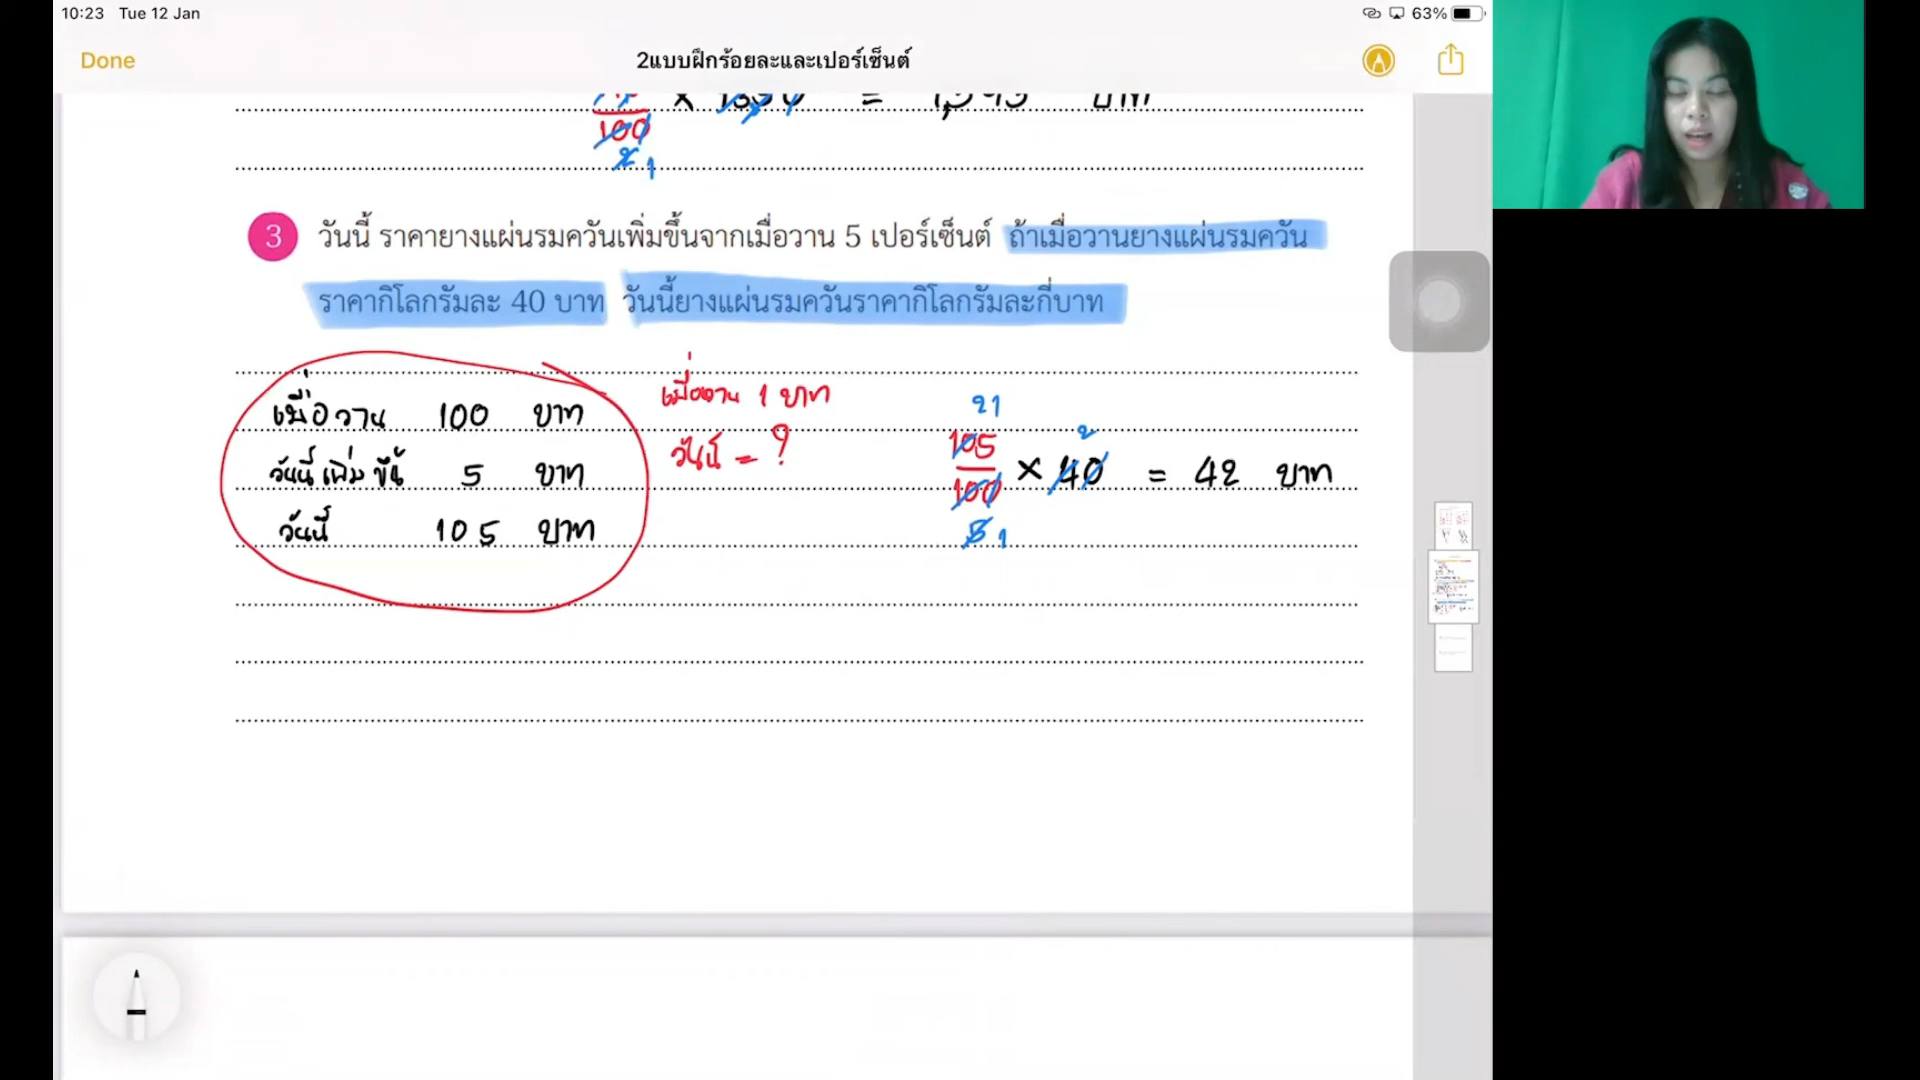 10:23 Tue 12 Jan 63%
Done 2แบบฝึกร้อยละและเปอร์เซ็นต์
100
2 1
3 วันนี้ ราคายางแผ่นรมควันเพิ่มขึ้นจากเมื่อวาน 5 เปอร์เซ็นต์ ถ้าเมื่อวานยางแผ่นรมควัน
ราคากิโลกรัมละ 40 บาท วันนี้ยางแผ่นรมควันราคากิโลกรัมละกี่บาท
เมื่อวาน 100 บาท
วันนี้เพิ่มขึ้น 5 บาท
วันนี้ 105 บาท
เมื่อวาน 1 บาท
วันนี้ = ?
21
105 2
100 × 40 = 42 บาท
5 1